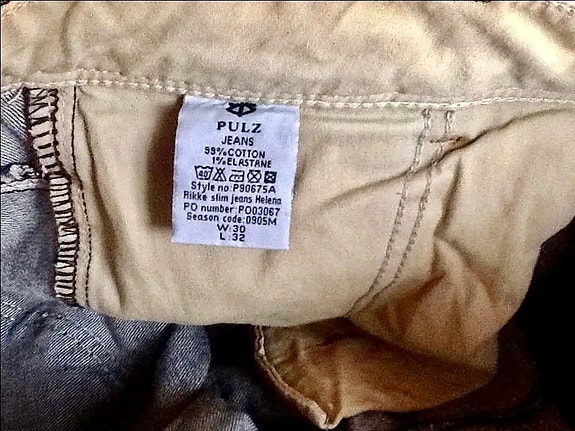 PULZ
JEANS
99%COTTON
1%ELASTANE
40
Style no:P90675A
Rikke slim jeans Helena
PO number:PO03067
Season code:0905M
W:30
L:32